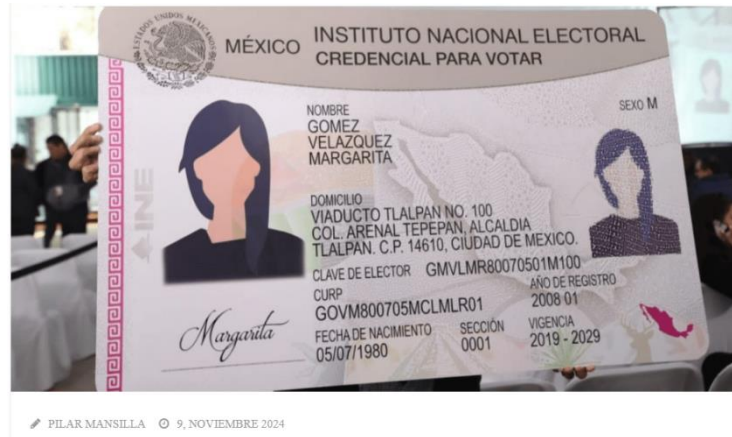 ESTADOS UNIDOS MEXICANOS
MÉXICO
INSTITUTO NACIONAL ELECTORAL
CREDENCIAL PARA VOTAR
NOMBRE
GOMEZ
VELAZQUEZ
MARGARITA
SEXO M
DOMICILIO
VIADUCTO TLALPAN NO. 100
COL. ARENAL TEPEPAN, ALCALDIA
TLALPAN. C.P. 14610, CIUDAD DE MEXICO.
CLAVE DE ELECTOR GMVLMR80070501M100
CURP
GOVM800705MCLMLR01
AÑO DE REGISTRO
2008 01
FECHA DE NACIMIENTO
05/07/1980
SECCIÓN
0001
VIGENCIA
2019 - 2029
INE
Margarita
PILAR MANSILLA 9, NOVIEMBRE 2024